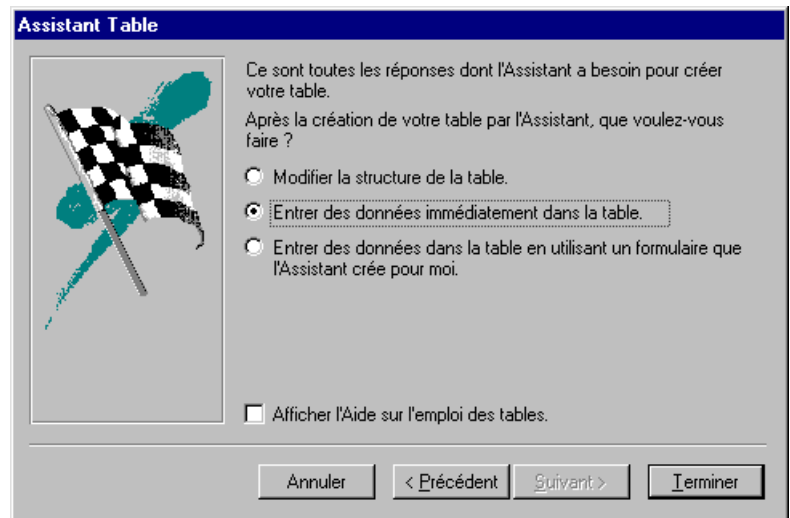 Assistant Table
Ce sont toutes les réponses dont l'Assistant a besoin pour créer
votre table.
Après la création de votre table par l'Assistant, que voulez-vous
faire ?
Modifier la structure de la table.
Entrer des données immédiatement dans la table.
Entrer des données dans la table en utilisant un formulaire que
l'Assistant crée pour moi.
Afficher l'Aide sur l'emploi des tables.
Annuler < Précédent Suivant > Terminer